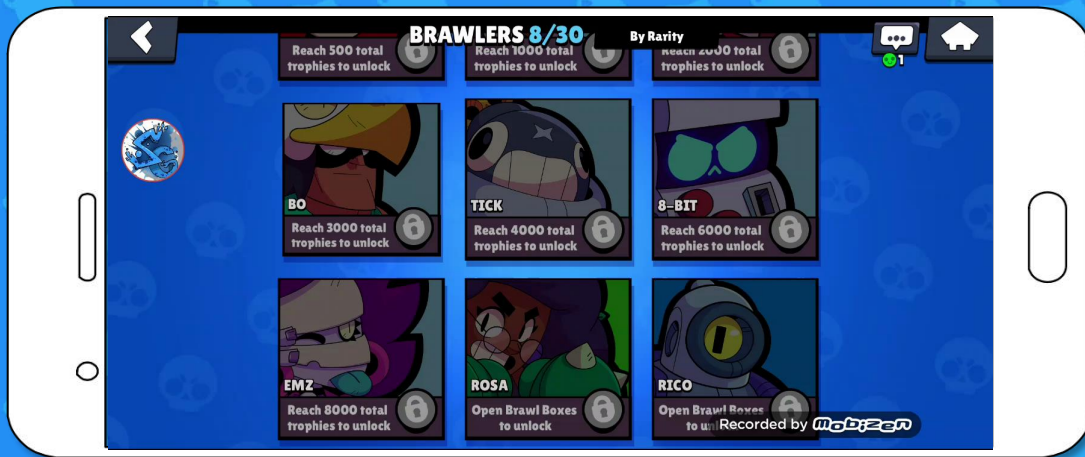 BRAWLERS 8/30
By Rarity
1
Reach 500 total
trophies to unlock
Reach 1000 total
trophies to unlock
Reach 2000 total
trophies to unlock
BO
Reach 3000 total
trophies to unlock
TICK
Reach 4000 total
trophies to unlock
8-BIT
Reach 6000 total
trophies to unlock
EMZ
Reach 8000 total
trophies to unlock
ROSA
Open Brawl Boxes
to unlock
RICO
Open Brawl Boxes
Recorded by mobizen